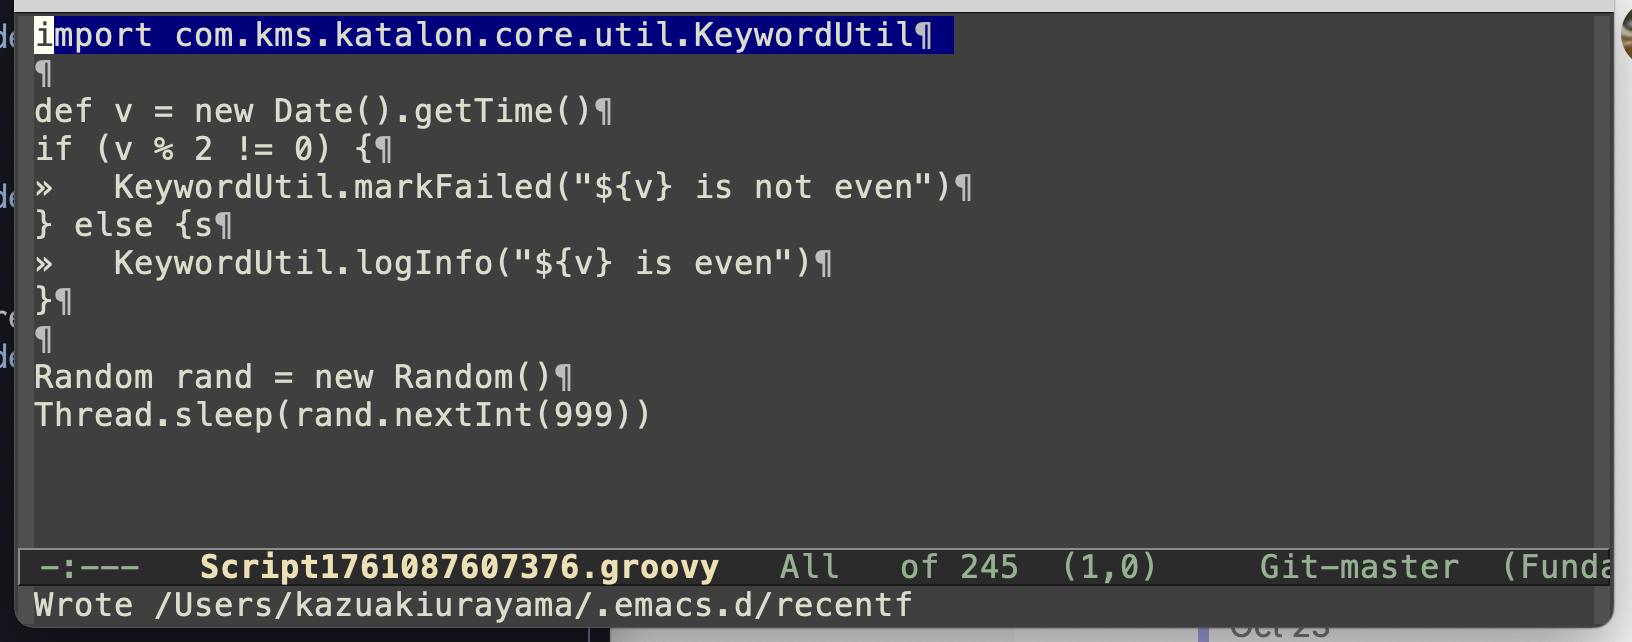 import com.kms.katalon.core.util.KeywordUtil¶
¶
def v = new Date().getTime()¶
if (v % 2 != 0) {¶
»   KeywordUtil.markFailed("${v} is not even")¶
} else {s¶
»   KeywordUtil.logInfo("${v} is even")¶
}¶
¶
Random rand = new Random()¶
Thread.sleep(rand.nextInt(999))
-:---   Script1761087607376.groovy   All   of 245  (1,0)     Git-master  (Funda
Wrote /Users/kazuakiurayama/.emacs.d/recentf
Oct 23